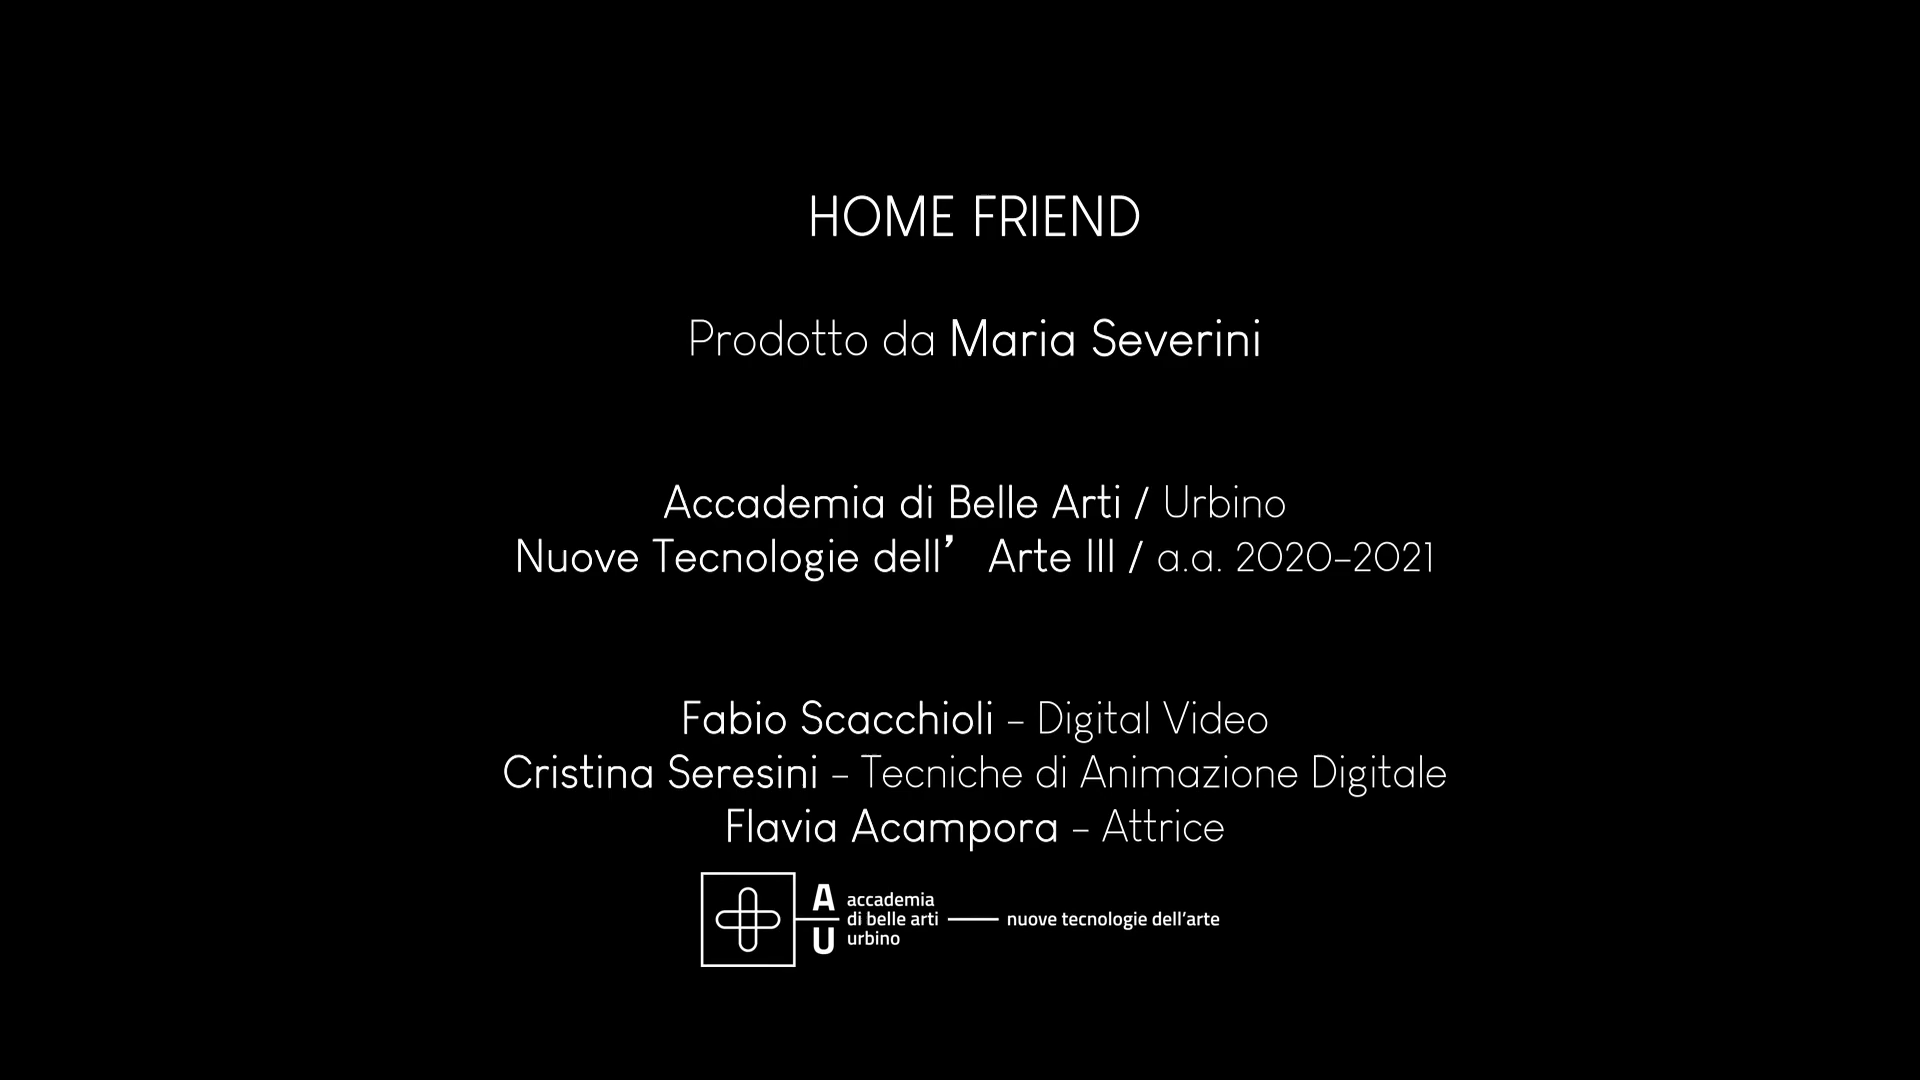 HOME FRIEND
Prodotto da Maria Severini
Accademia di Belle Arti / Urbino
Nuove Tecnologie dell’ Arte III / a.a. 2020-2021
Fabio Scacchioli - Digital Video
Cristina Seresini - Tecniche di Animazione Digitale
Flavia Acampora - Attrice
A
U
accademia
di belle arti
urbino
nuove tecnologie dell'arte